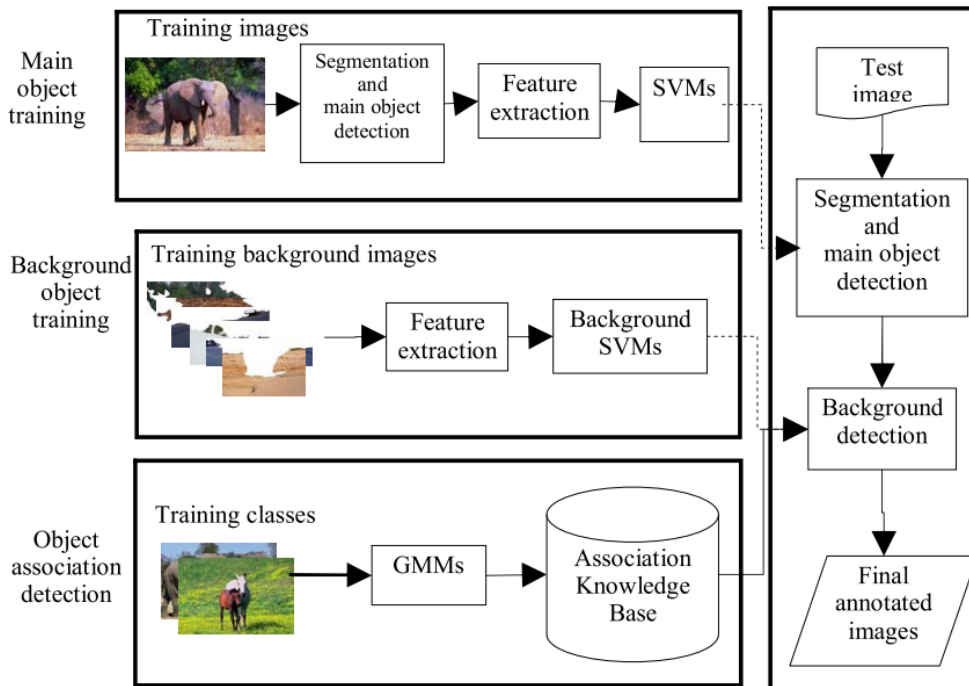 Main
object
training
Training images
Segmentation
and
main object
detection
Feature
extraction
SVMs
Background
object
training
Training background images
Feature
extraction
Background
SVMs
Object
association
detection
Training classes
GMMs
Association
Knowledge
Base
Test
image
Segmentation
and
main object
detection
Background
detection
Final
annotated
images